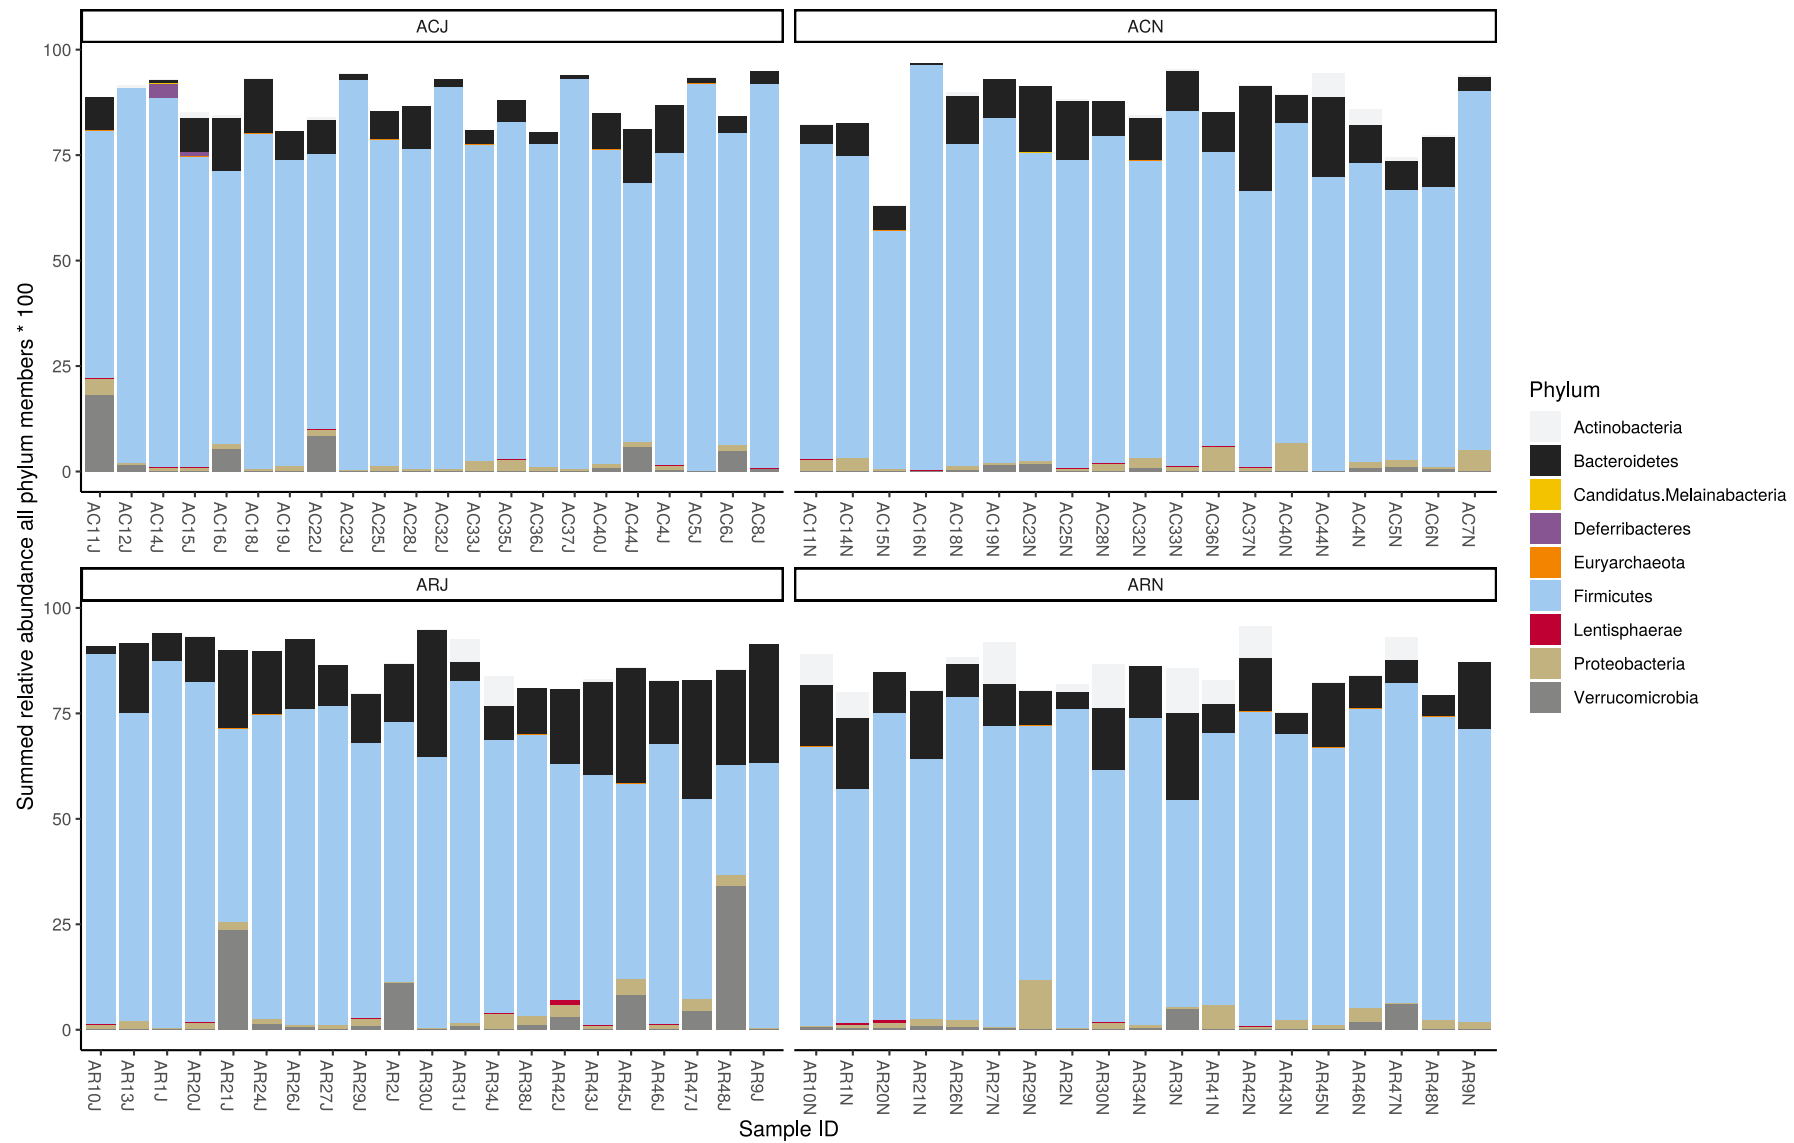 ACJ
ACN
Summed relative abundance all phylum members * 100
100
75
50
25
0
AC11J AC12J AC14J AC15J AC16J AC18J AC19J AC22J AC23J AC25J AC28J AC32J AC33J AC35J AC36J AC37J AC40J AC44J AC4J AC5J AC6J AC8J
AC11N AC14N AC15N AC16N AC18N AC19N AC23N AC25N AC28N AC32N AC33N AC36N AC37N AC40N AC44N AC4N AC5N AC6N AC7N
ARJ
ARN
100
75
50
25
0
AR10J AR13J AR1J AR20J AR21J AR24J AR26J AR27J AR29J AR2J AR30J AR31J AR34J AR38J AR42J AR43J AR45J AR46J AR47J AR48J AR9J
AR10N AR1N AR20N AR21N AR26N AR27N AR29N AR2N AR30N AR34N AR3N AR41N AR42N AR43N AR45N AR46N AR47N AR48N AR9N
Sample ID
Phylum
Actinobacteria
Bacteroidetes
Candidatus.Melainabacteria
Deferribacteres
Euryarchaeota
Firmicutes
Lentisphaerae
Proteobacteria
Verrucomicrobia